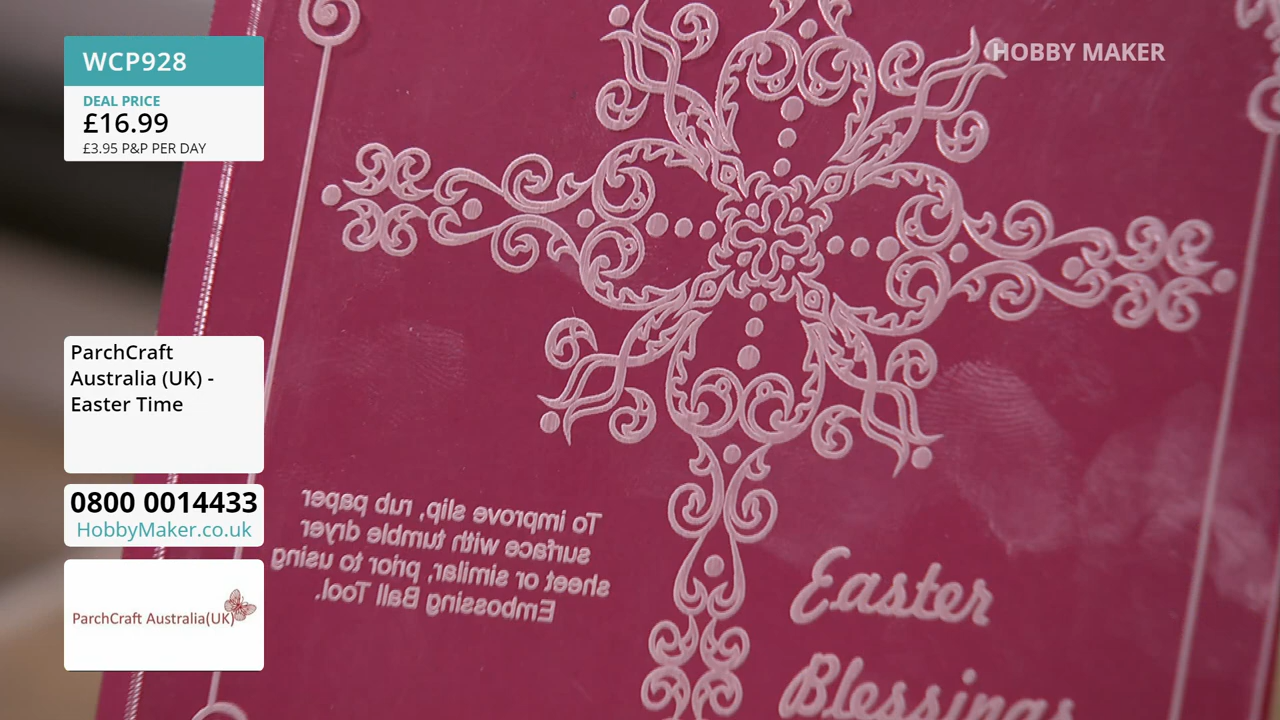 WCP928
DEAL PRICE
£16.99
£3.95 P&P PER DAY
HOBBY MAKER
ParchCraft
Australia (UK) -
Easter Time
0800 0014433
HobbyMaker.co.uk
ParchCraft Australia(UK)
To improve slip, rub paper
surface with tumble dryer
sheet or similar, prior to using
Embossing Ball Tool.
Easter
Blessings